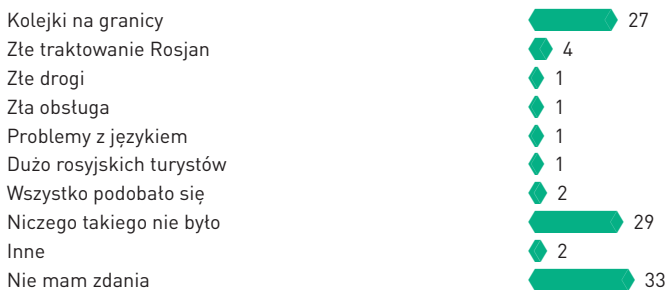 Kolejki na granicy 27
Złe traktowanie Rosjan 4
Złe drogi 1
Zła obsługa 1
Problemy z językiem 1
Dużo rosyjskich turystów 1
Wszystko podobało się 2
Niczego takiego nie było 29
Inne 2
Nie mam zdania 33